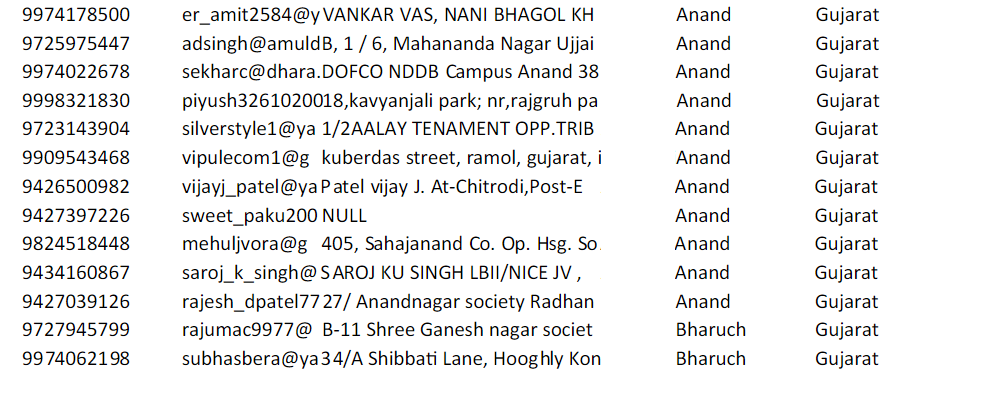 9974178500 er_amit2584@y VANKAR VAS, NANI BHAGOL KH Anand Gujarat
9725975447 adsingh@amuld B, 1 / 6, Mahananda Nagar Ujjai Anand Gujarat
9974022678 sekharc@dhara. DOFCO NDDB Campus Anand 38 Anand Gujarat
9998321830 piyush32610200 18,kavyanjali park; nr,rajgruh pa Anand Gujarat
9723143904 silverstyle1@ya 1/2AALAY TENAMENT OPP.TRIB Anand Gujarat
9909543468 vipulecom1@g kuberdas street, ramol, gujarat, i Anand Gujarat
9426500982 vijayj_patel@ya Patel vijay J. At-Chitrodi,Post-E Anand Gujarat
9427397226 sweet_paku200 NULL Anand Gujarat
9824518448 mehuljvora@g 405, Sahajanand Co. Op. Hsg. So Anand Gujarat
9434160867 saroj_k_singh@ SAROJ KU SINGH LBII/NICE JV , Anand Gujarat
9427039126 rajesh_dpatel77 27/ Anandnagar society Radhan Anand Gujarat
9727945799 rajumac9977@ B-11 Shree Ganesh nagar societ Bharuch Gujarat
9974062198 subhasbera@ya 34/A Shibbati Lane, Hooghly Kon Bharuch Gujarat